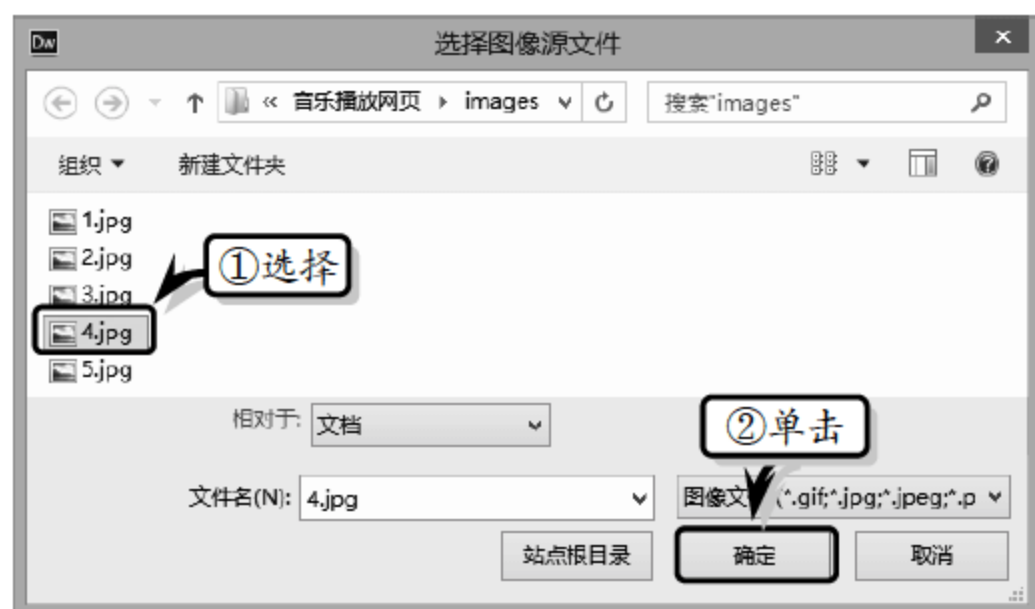 Dw 选择图像源文件
« 音乐播放网页 images 搜索"images"
组织 新建文件夹
1.jpg
2.jpg
①选择
3.jpg
4.jpg
5.jpg
相对于: 文档
②单击
文件名(N): 4.jpg 图像文 (*.gif;*.jpg;*.jpeg;*.p
站点根目录 确定 取消